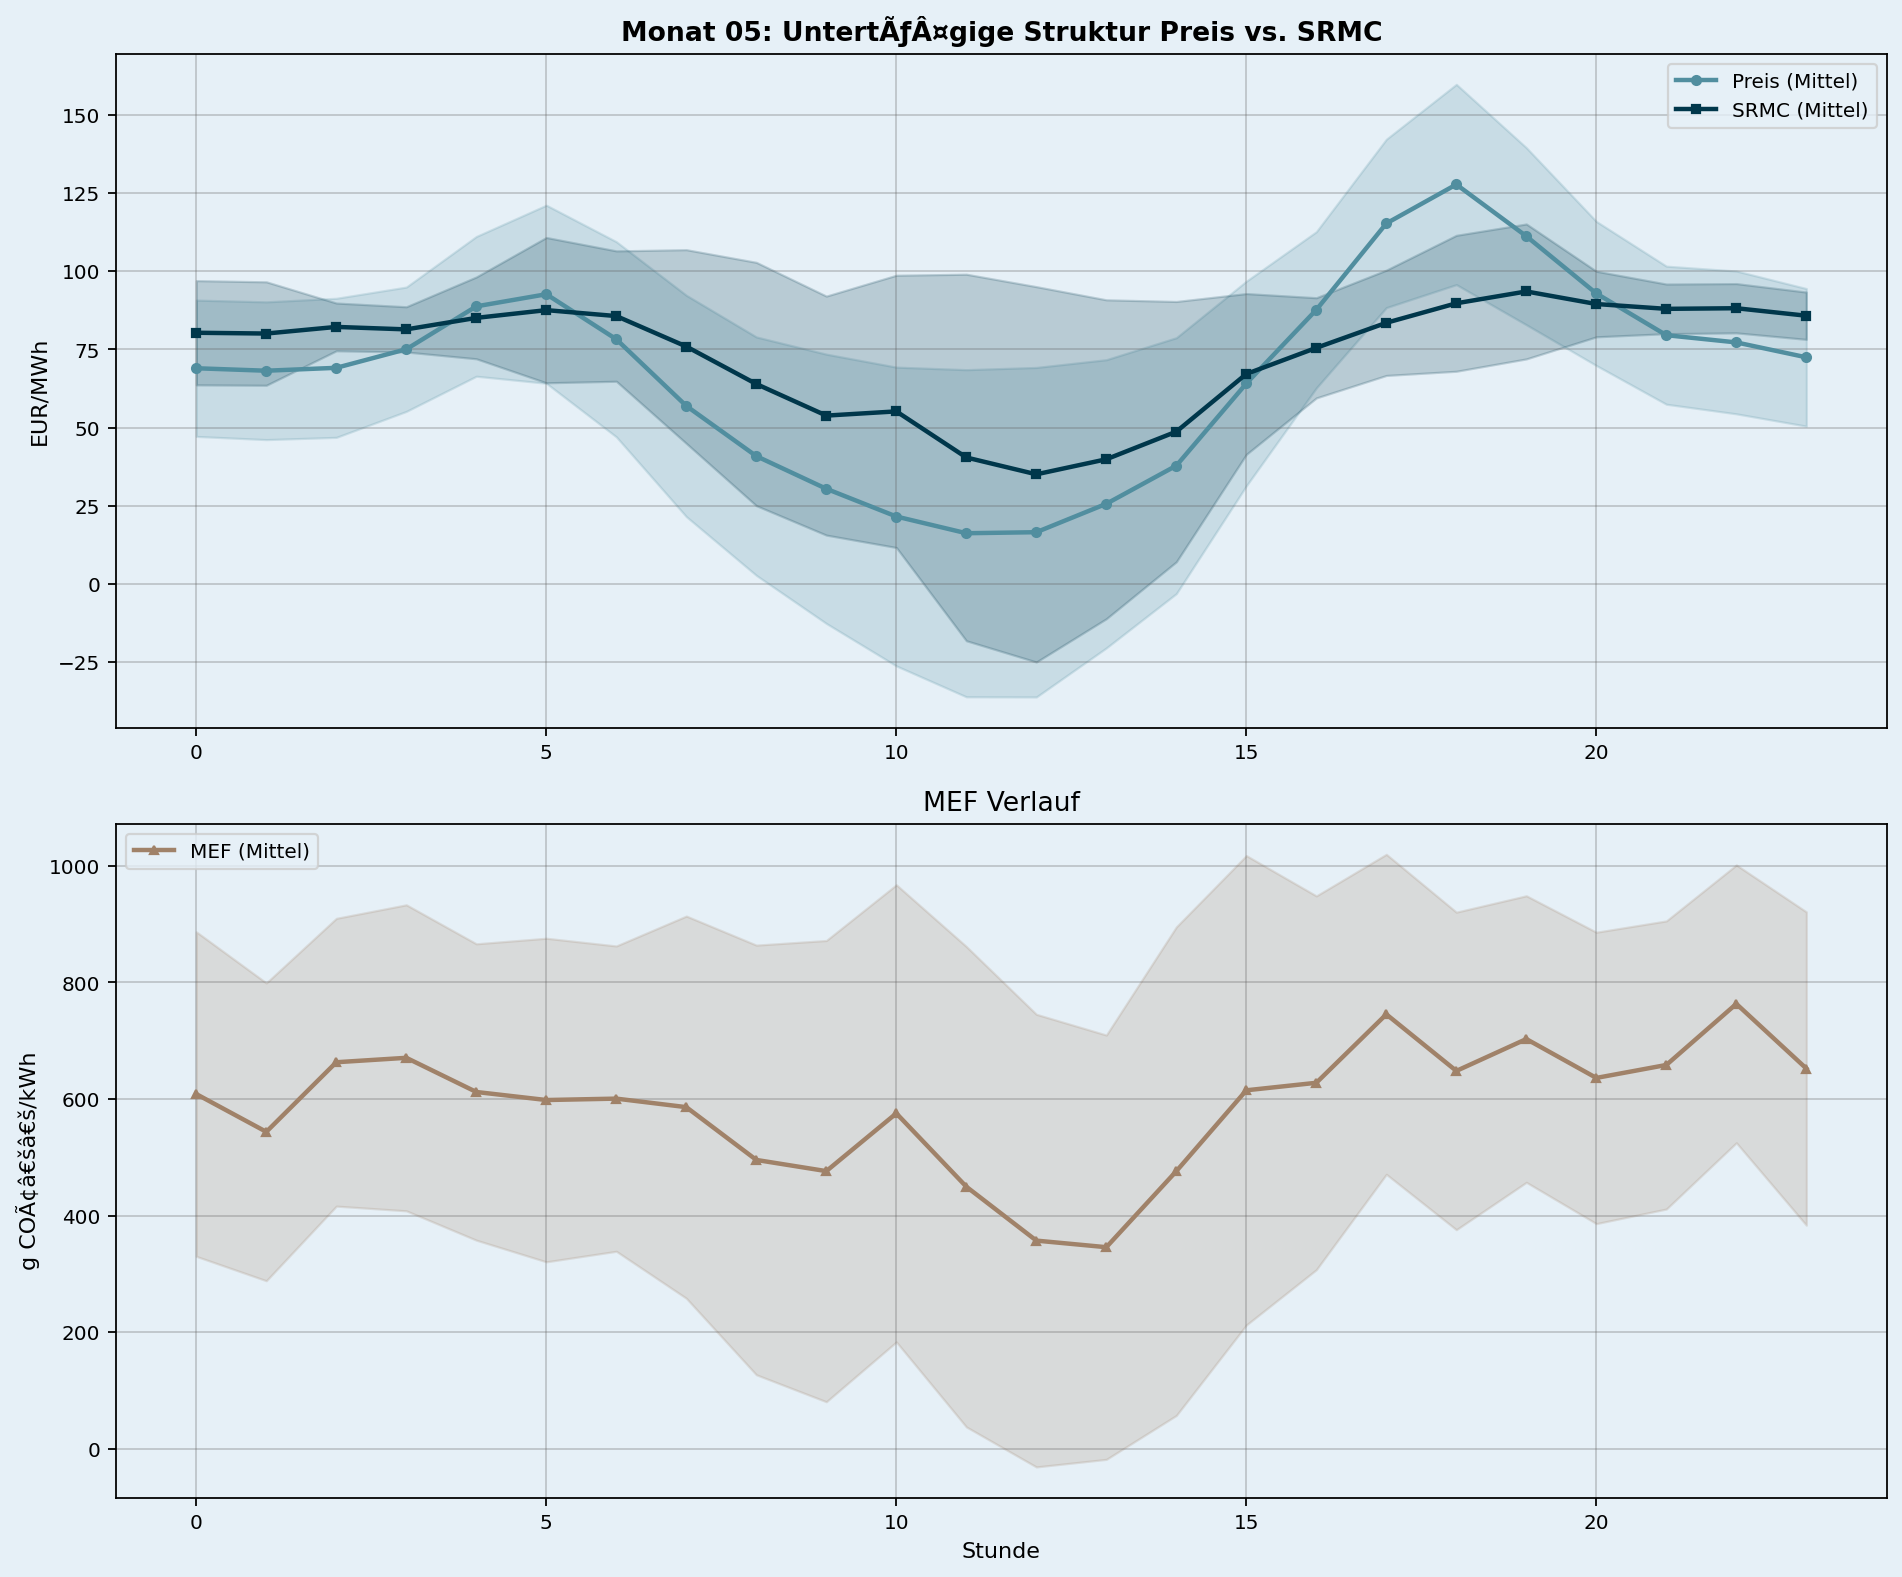 Monat 05: UntertÃƒÂ¤gige Struktur Preis vs. SRMC
Preis (Mittel)
SRMC (Mittel)
EUR/MWh
150
125
100
75
50
25
0
−25
0 5 10 15 20
MEF Verlauf
MEF (Mittel)
g COÃ¢â€šâ€š/kWh
1000
800
600
400
200
0
0 5 10 15 20
Stunde